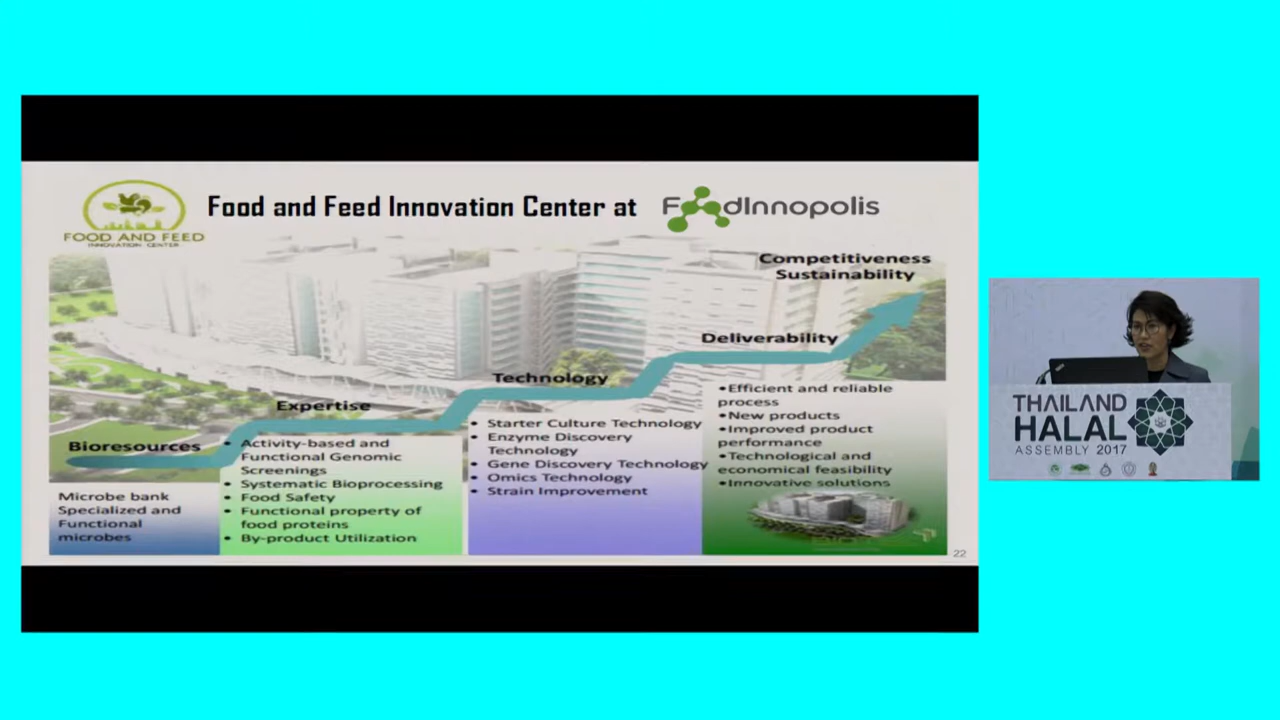 Food and Feed Innovation Center at
FoodInnopolis
FOOD AND FEED
INNOVATION CENTER
Competitiveness
Sustainability
Deliverability
Technology
Expertise
Bioresources
Microbe bank
Specialized and
Functional
microbes
• Activity-based and
Functional Genomic
Screenings
• Systematic Bioprocessing
• Food Safety
• Functional property of
food proteins
• By-product Utilization
• Starter Culture Technology
• Enzyme Discovery
Technology
• Gene Discovery Technology
• Omics Technology
• Strain Improvement
•Efficient and reliable
process
•New products
•Improved product
performance
•Technological and
economical feasibility
•Innovative solutions
22
THAILAND
HALAL
ASSEMBLY 2017